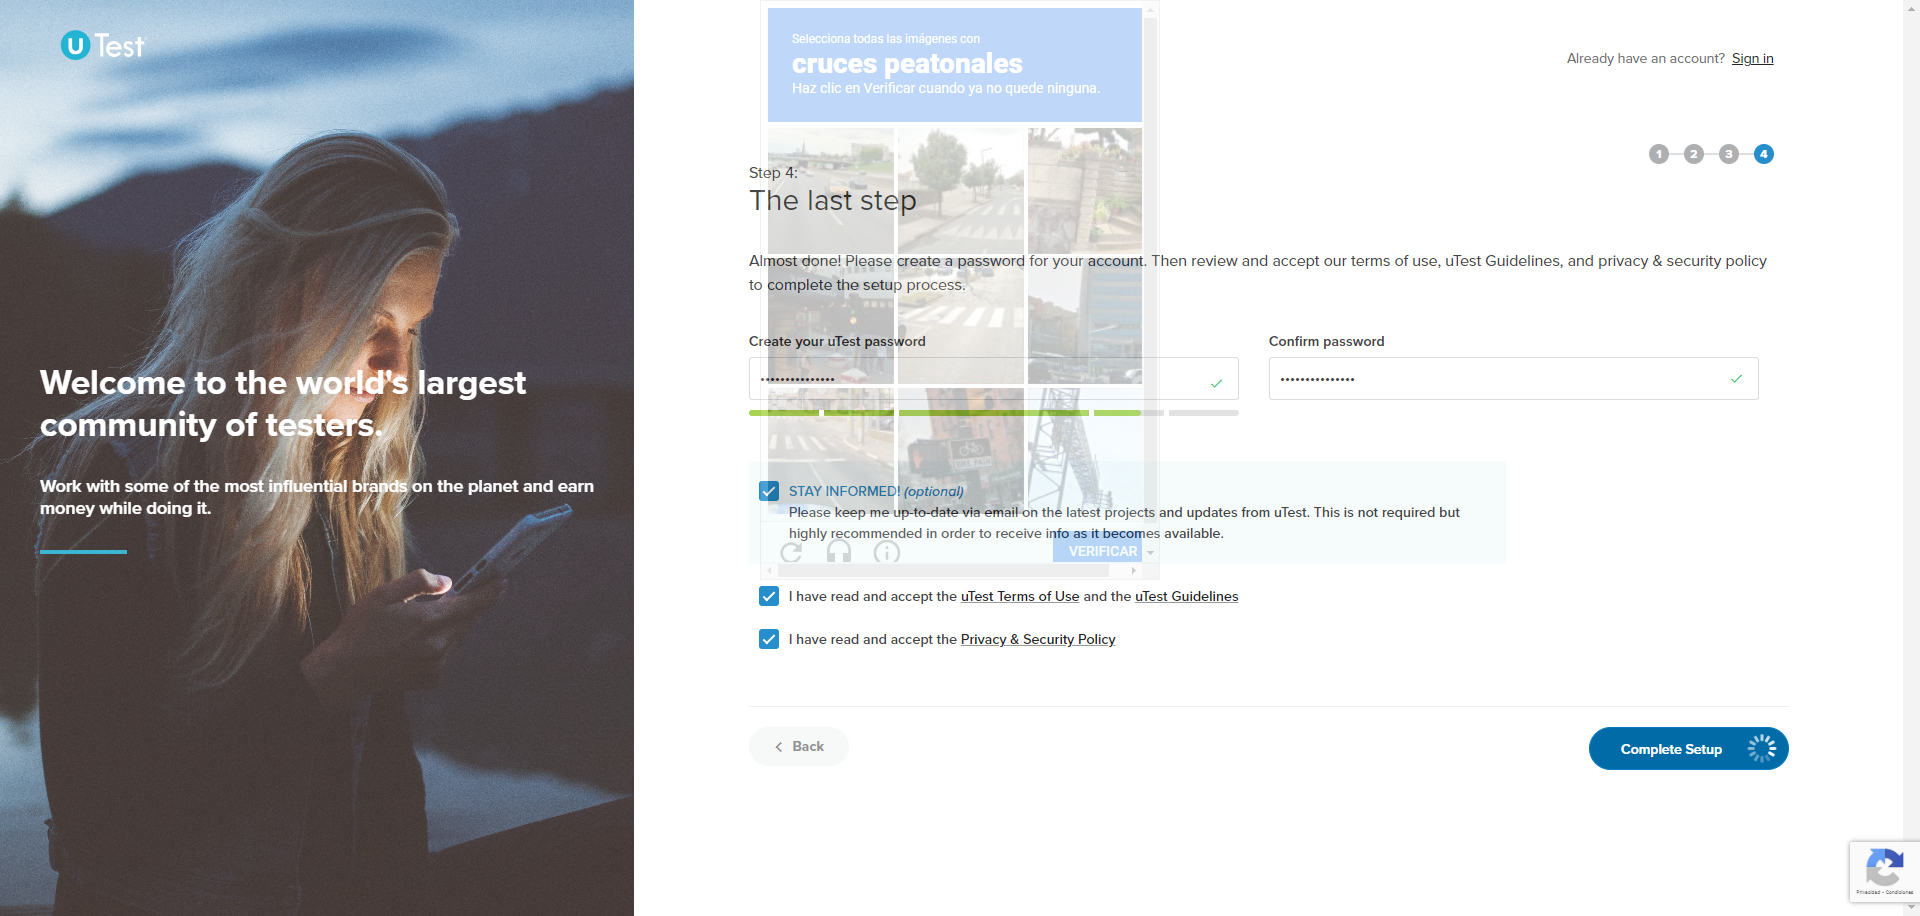 U Test
Welcome to the world's largest
community of testers.
Work with some of the most influential brands on the planet and earn
money while doing it.
Already have an account? Sign in
1 2 3 4
Selecciona todas las imágenes con
cruces peatonales
Haz clic en Verificar cuando ya no quede ninguna.
Step 4:
The last step
Almost done! Please create a password for your account. Then review and accept our terms of use, uTest Guidelines, and privacy & security policy
to complete the setup process.
Create your uTest password
Confirm password
BIKE PATH
STAY INFORMED! (optional)
Please keep me up-to-date via email on the latest projects and updates from uTest. This is not required but
highly recommended in order to receive info as it becomes available.
VERIFICAR
I have read and accept the uTest Terms of Use and the uTest Guidelines
I have read and accept the Privacy & Security Policy
Back
Complete Setup
Privacidad - Condiciones